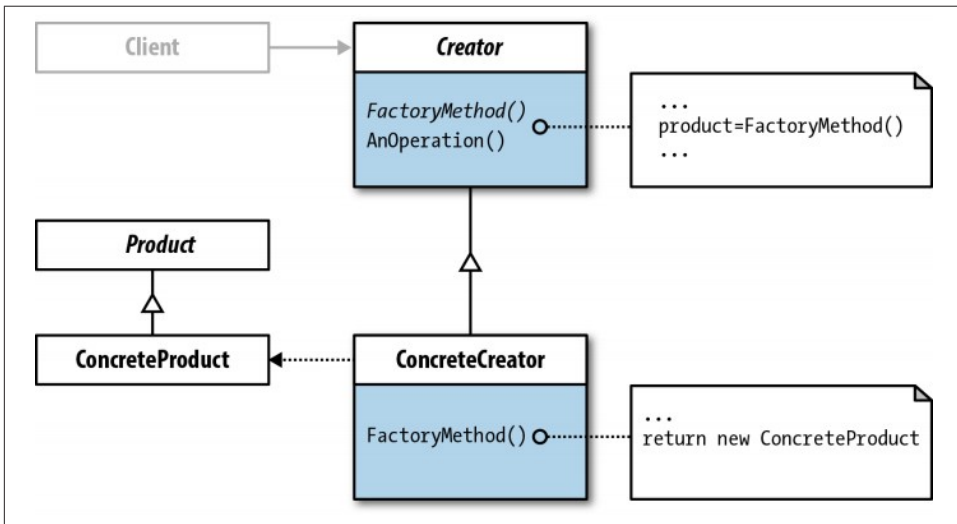 Client
Creator
FactoryMethod()
AnOperation()
...
product=FactoryMethod()
...
Product
ConcreteProduct
ConcreteCreator
FactoryMethod()
...
return new ConcreteProduct